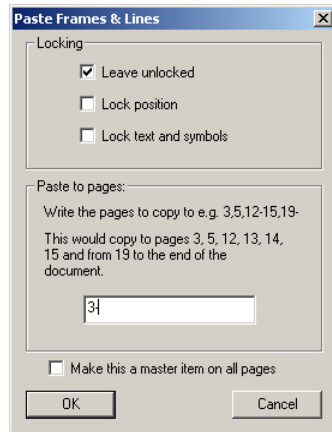 Paste Frames & Lines
Locking
Leave unlocked
Lock position
Lock text and symbols
Paste to pages:
Write the pages to copy to e.g. 3,5,12-15,19-
This would copy to pages 3, 5, 12, 13, 14,
15 and from 19 to the end of the
document.
3-
Make this a master item on all pages
OK
Cancel